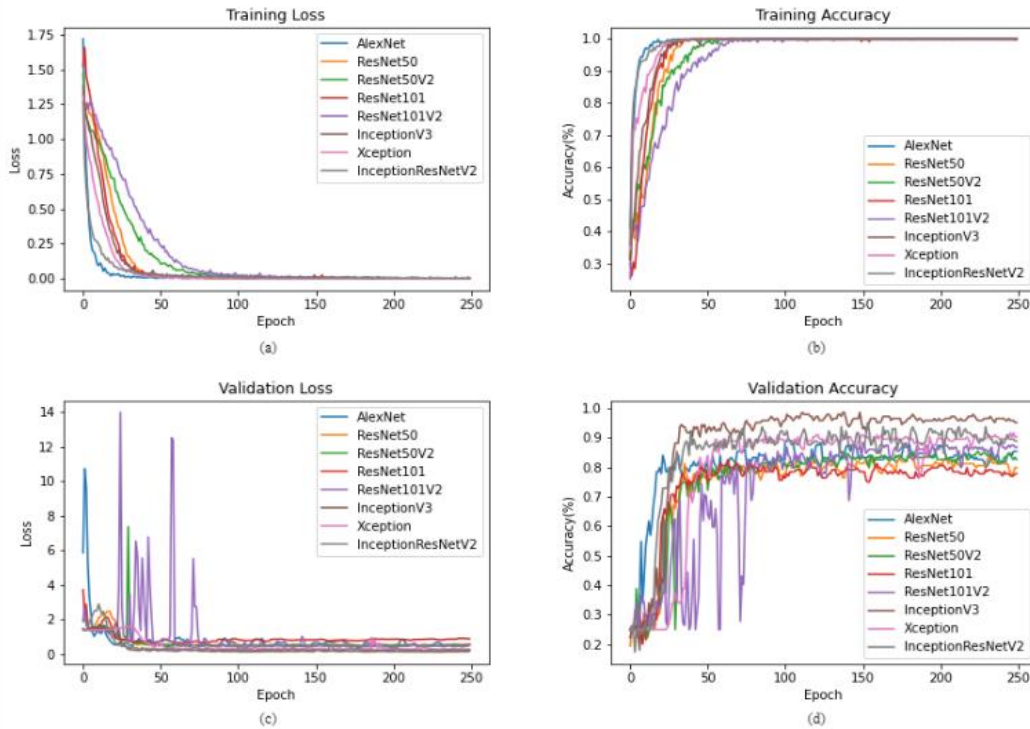 Training Loss
1.75
1.50
1.25
1.00
0.75
0.50
0.25
0.00
Loss
AlexNet
ResNet50
ResNet50V2
ResNet101
ResNet101V2
InceptionV3
Xception
InceptionResNetV2
0 50 100 150 200 250
Epoch
(a)
Training Accuracy
1.0
0.9
0.8
0.7
0.6
0.5
0.4
0.3
Accuracy(%)
AlexNet
ResNet50
ResNet50V2
ResNet101
ResNet101V2
InceptionV3
Xception
InceptionResNetV2
0 50 100 150 200 250
Epoch
(b)
Validation Loss
14
12
10
8
6
4
2
0
Loss
AlexNet
ResNet50
ResNet50V2
ResNet101
ResNet101V2
InceptionV3
Xception
InceptionResNetV2
0 50 100 150 200 250
Epoch
(c)
Validation Accuracy
1.0
0.9
0.8
0.7
0.6
0.5
0.4
0.3
0.2
Accuracy(%)
AlexNet
ResNet50
ResNet50V2
ResNet101
ResNet101V2
InceptionV3
Xception
InceptionResNetV2
0 50 100 150 200 250
Epoch
(d)